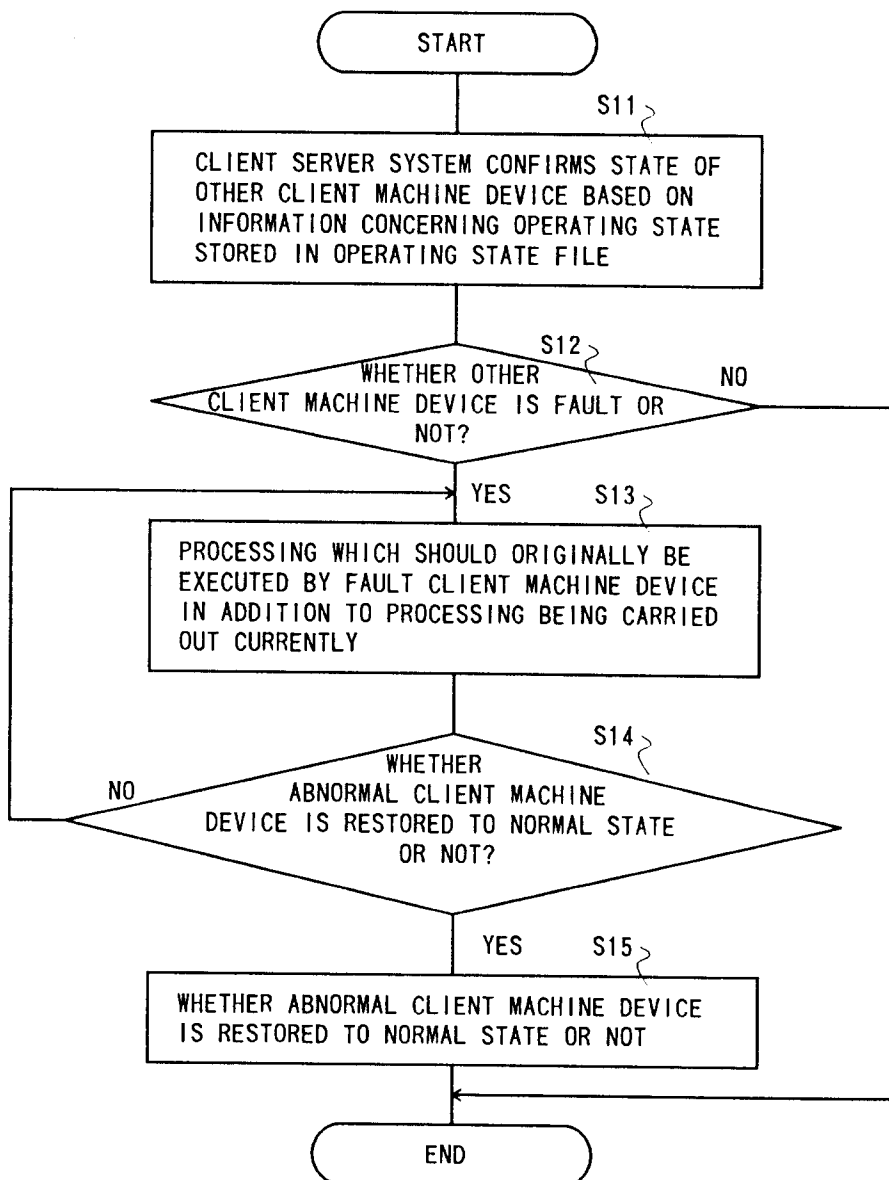 START
S11
CLIENT SERVER SYSTEM CONFIRMS STATE OF
OTHER CLIENT MACHINE DEVICE BASED ON
INFORMATION CONCERNING OPERATING STATE
STORED IN OPERATING STATE FILE
S12
WHETHER OTHER
CLIENT MACHINE DEVICE IS FAULT OR
NOT?
NO
YES
S13
PROCESSING WHICH SHOULD ORIGINALLY BE
EXECUTED BY FAULT CLIENT MACHINE DEVICE
IN ADDITION TO PROCESSING BEING CARRIED
OUT CURRENTLY
S14
WHETHER
ABNORMAL CLIENT MACHINE
DEVICE IS RESTORED TO NORMAL STATE
OR NOT?
NO
YES
S15
WHETHER ABNORMAL CLIENT MACHINE DEVICE
IS RESTORED TO NORMAL STATE OR NOT
END